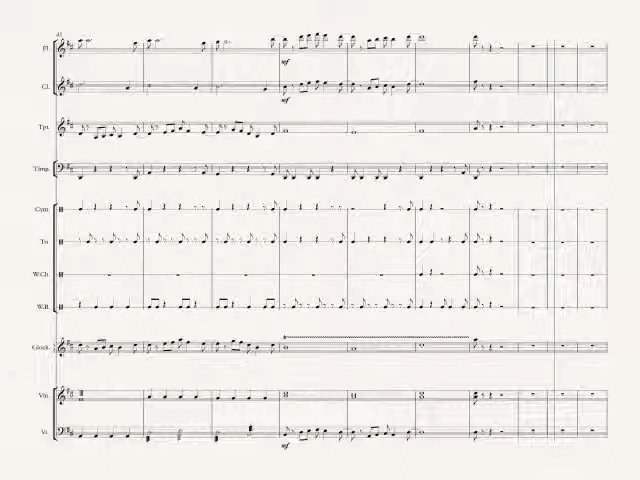 Fl.
Cl.
Tpt.
Timp.
Cym.
Tri.
W.Ch.
W.B.
Glock.
Vln.
Vc.
mf
mf
mf